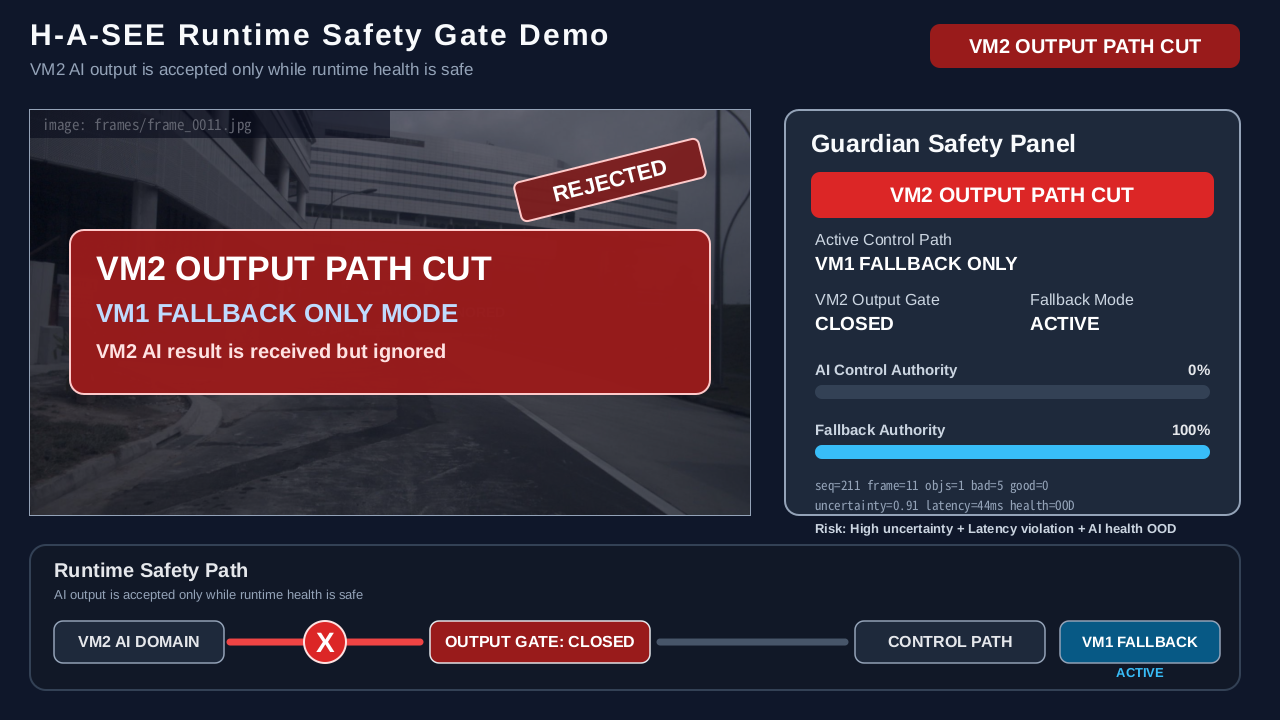 H-A-SEE Runtime Safety Gate Demo
VM2 AI output is accepted only while runtime health is safe
VM2 OUTPUT PATH CUT
image: frames/frame_0011.jpg
REJECTED
VM2 OUTPUT PATH CUT
VM1 FALLBACK ONLY MODE
VM2 AI result is received but ignored
Guardian Safety Panel
VM2 OUTPUT PATH CUT
Active Control Path
VM1 FALLBACK ONLY
VM2 Output Gate
CLOSED
Fallback Mode
ACTIVE
AI Control Authority 0%
Fallback Authority 100%
seq=211 frame=11 objs=1 bad=5 good=0
uncertainty=0.91 latency=44ms health=OOD
Risk: High uncertainty + Latency violation + AI health OOD
Runtime Safety Path
AI output is accepted only while runtime health is safe
VM2 AI DOMAIN
X
OUTPUT GATE: CLOSED
CONTROL PATH
VM1 FALLBACK
ACTIVE